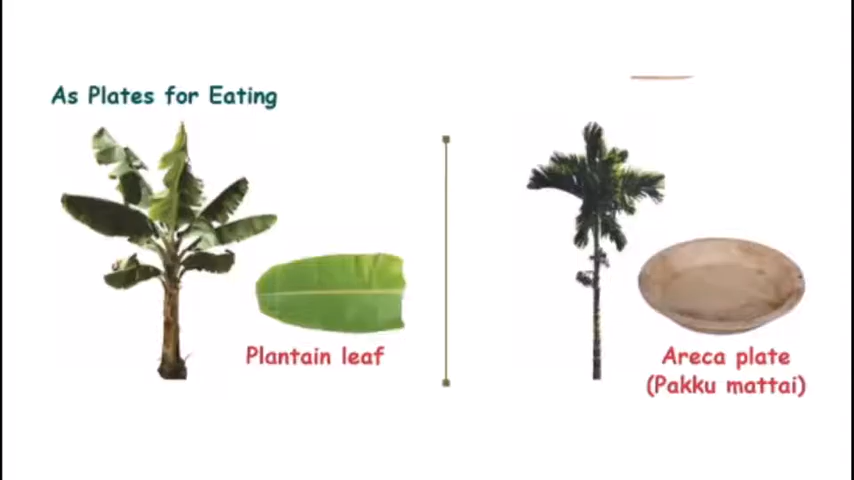 As Plates for Eating
Plantain leaf
Areca plate
(Pakku mattai)